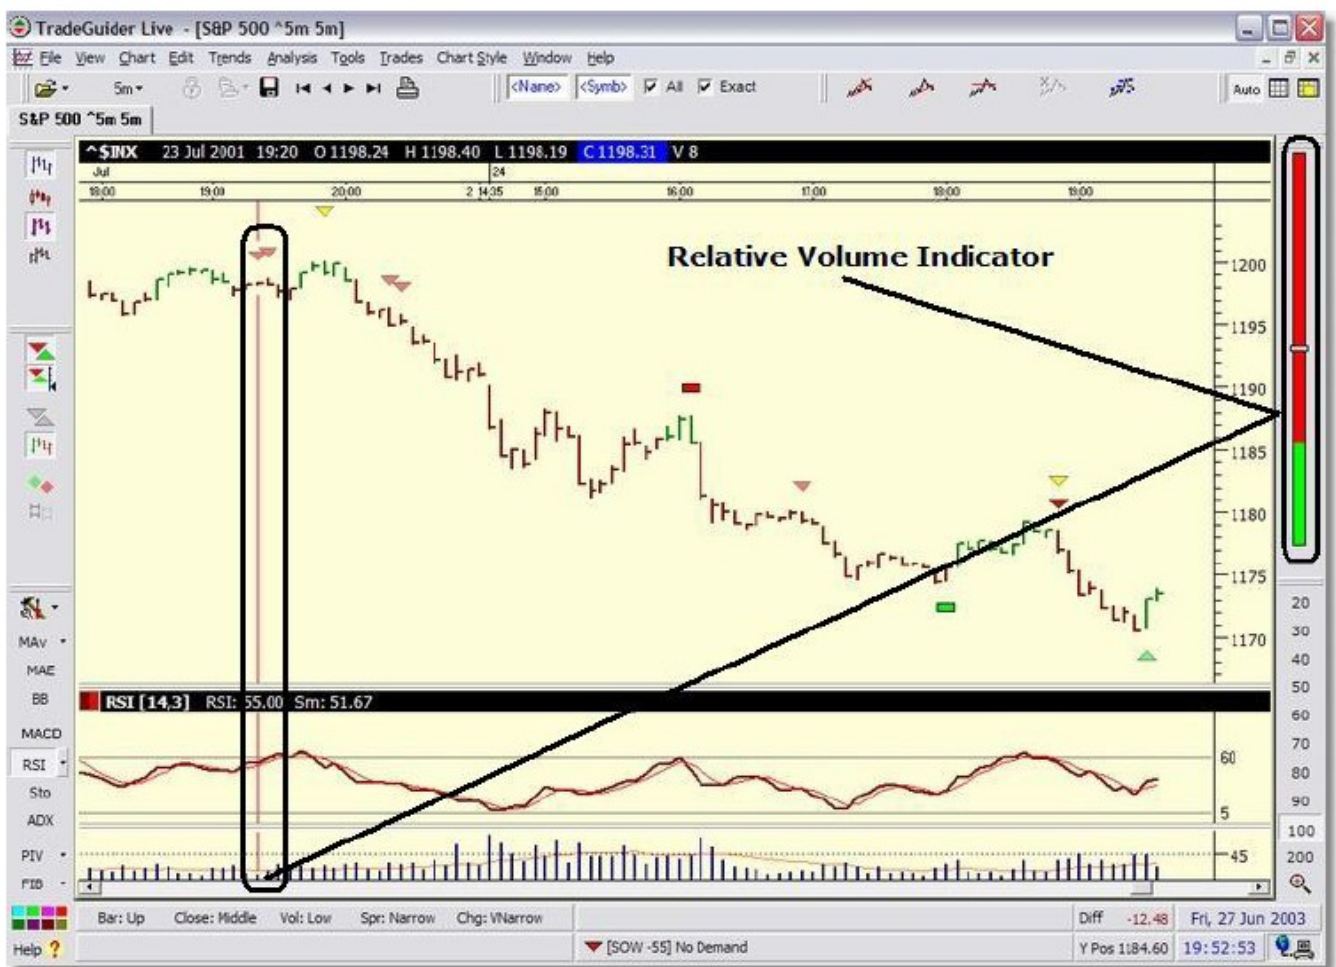 TradeGuider Live - [S&P 500 ^5m 5m]
File View Chart Edit Trends Analysis Tools Trades Chart Style Window Help
5m <Name> <Symb> All Exact Auto
S&P 500 ^5m 5m
^$INX 23 Jul 2001 19:20 O 1198.24 H 1198.40 L 1198.19 C 1198.31 V 8
Jul 24
18:00 19:00 20:00 2 14:35 15:00 16:00 17:00 18:00 19:00
Relative Volume Indicator
1200
1195
1190
1185
1180
1175
1170
RSI [14,3] RSI: 55.00 Sm: 51.67
60
5
45
MAv
MAE
BB
MACD
RSI
Sto
ADX
PIV
FIB
20
30
40
50
60
70
80
90
100
200
Bar: Up Close: Middle Vol: Low Spr: Narrow Chg: VNarrow Diff -12.48 Fri, 27 Jun 2003
Help ? [SOW -55] No Demand Y Pos 1184.60 19:52:53